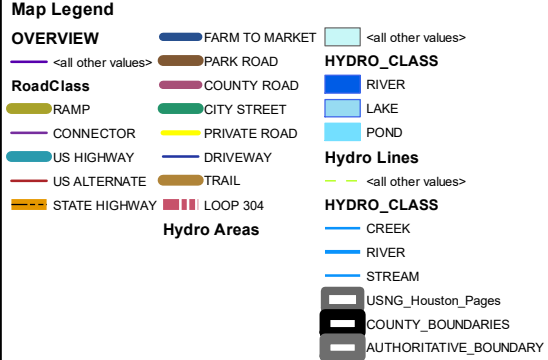 Map Legend
OVERVIEW
<all other values>
RoadClass
RAMP
CONNECTOR
US HIGHWAY
US ALTERNATE
STATE HIGHWAY
FARM TO MARKET
PARK ROAD
COUNTY ROAD
CITY STREET
PRIVATE ROAD
DRIVEWAY
TRAIL
LOOP 304
Hydro Areas
<all other values>
HYDRO_CLASS
RIVER
LAKE
POND
Hydro Lines
<all other values>
HYDRO_CLASS
CREEK
RIVER
STREAM
USNG_Houston_Pages
COUNTY_BOUNDARIES
AUTHORITATIVE_BOUNDARY